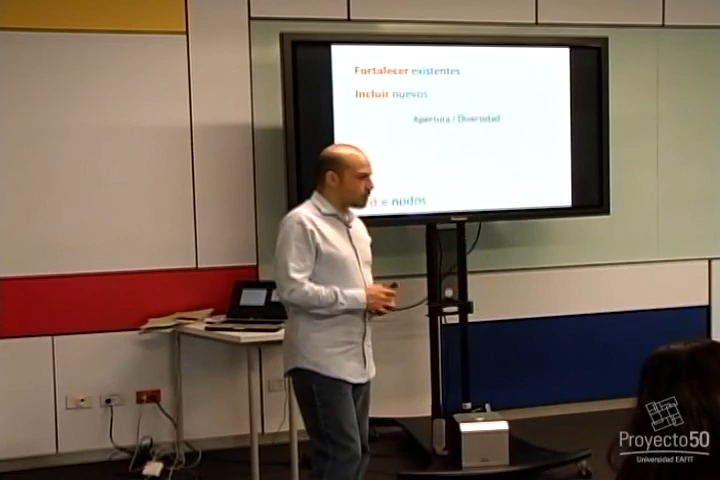 Fortalecer existentes
Incluir nuevos
Apertura / Diversidad
e nodos
Proyecto50
Universidad EAFIT